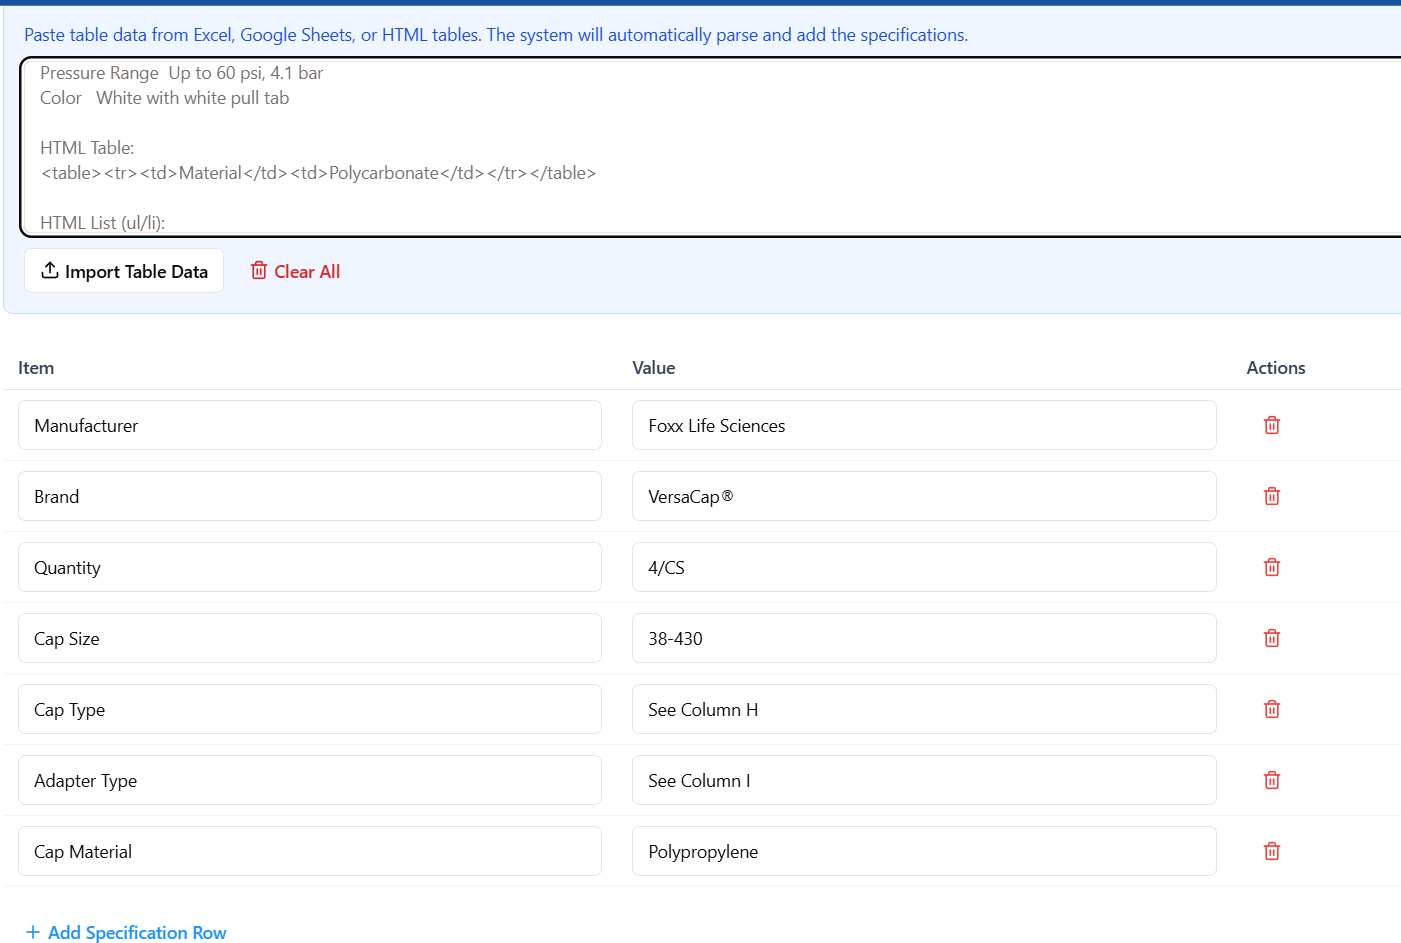 Paste table data from Excel, Google Sheets, or HTML tables. The system will automatically parse and add the specifications.
Pressure Range  Up to 60 psi, 4.1 bar
Color   White with white pull tab
HTML Table:
<table><tr><td>Material</td><td>Polycarbonate</td></tr></table>
HTML List (ul/li):
Import Table Data   Clear All
Item   Value   Actions
Manufacturer   Foxx Life Sciences
Brand   VersaCap®
Quantity   4/CS
Cap Size   38-430
Cap Type   See Column H
Adapter Type   See Column I
Cap Material   Polypropylene
+ Add Specification Row